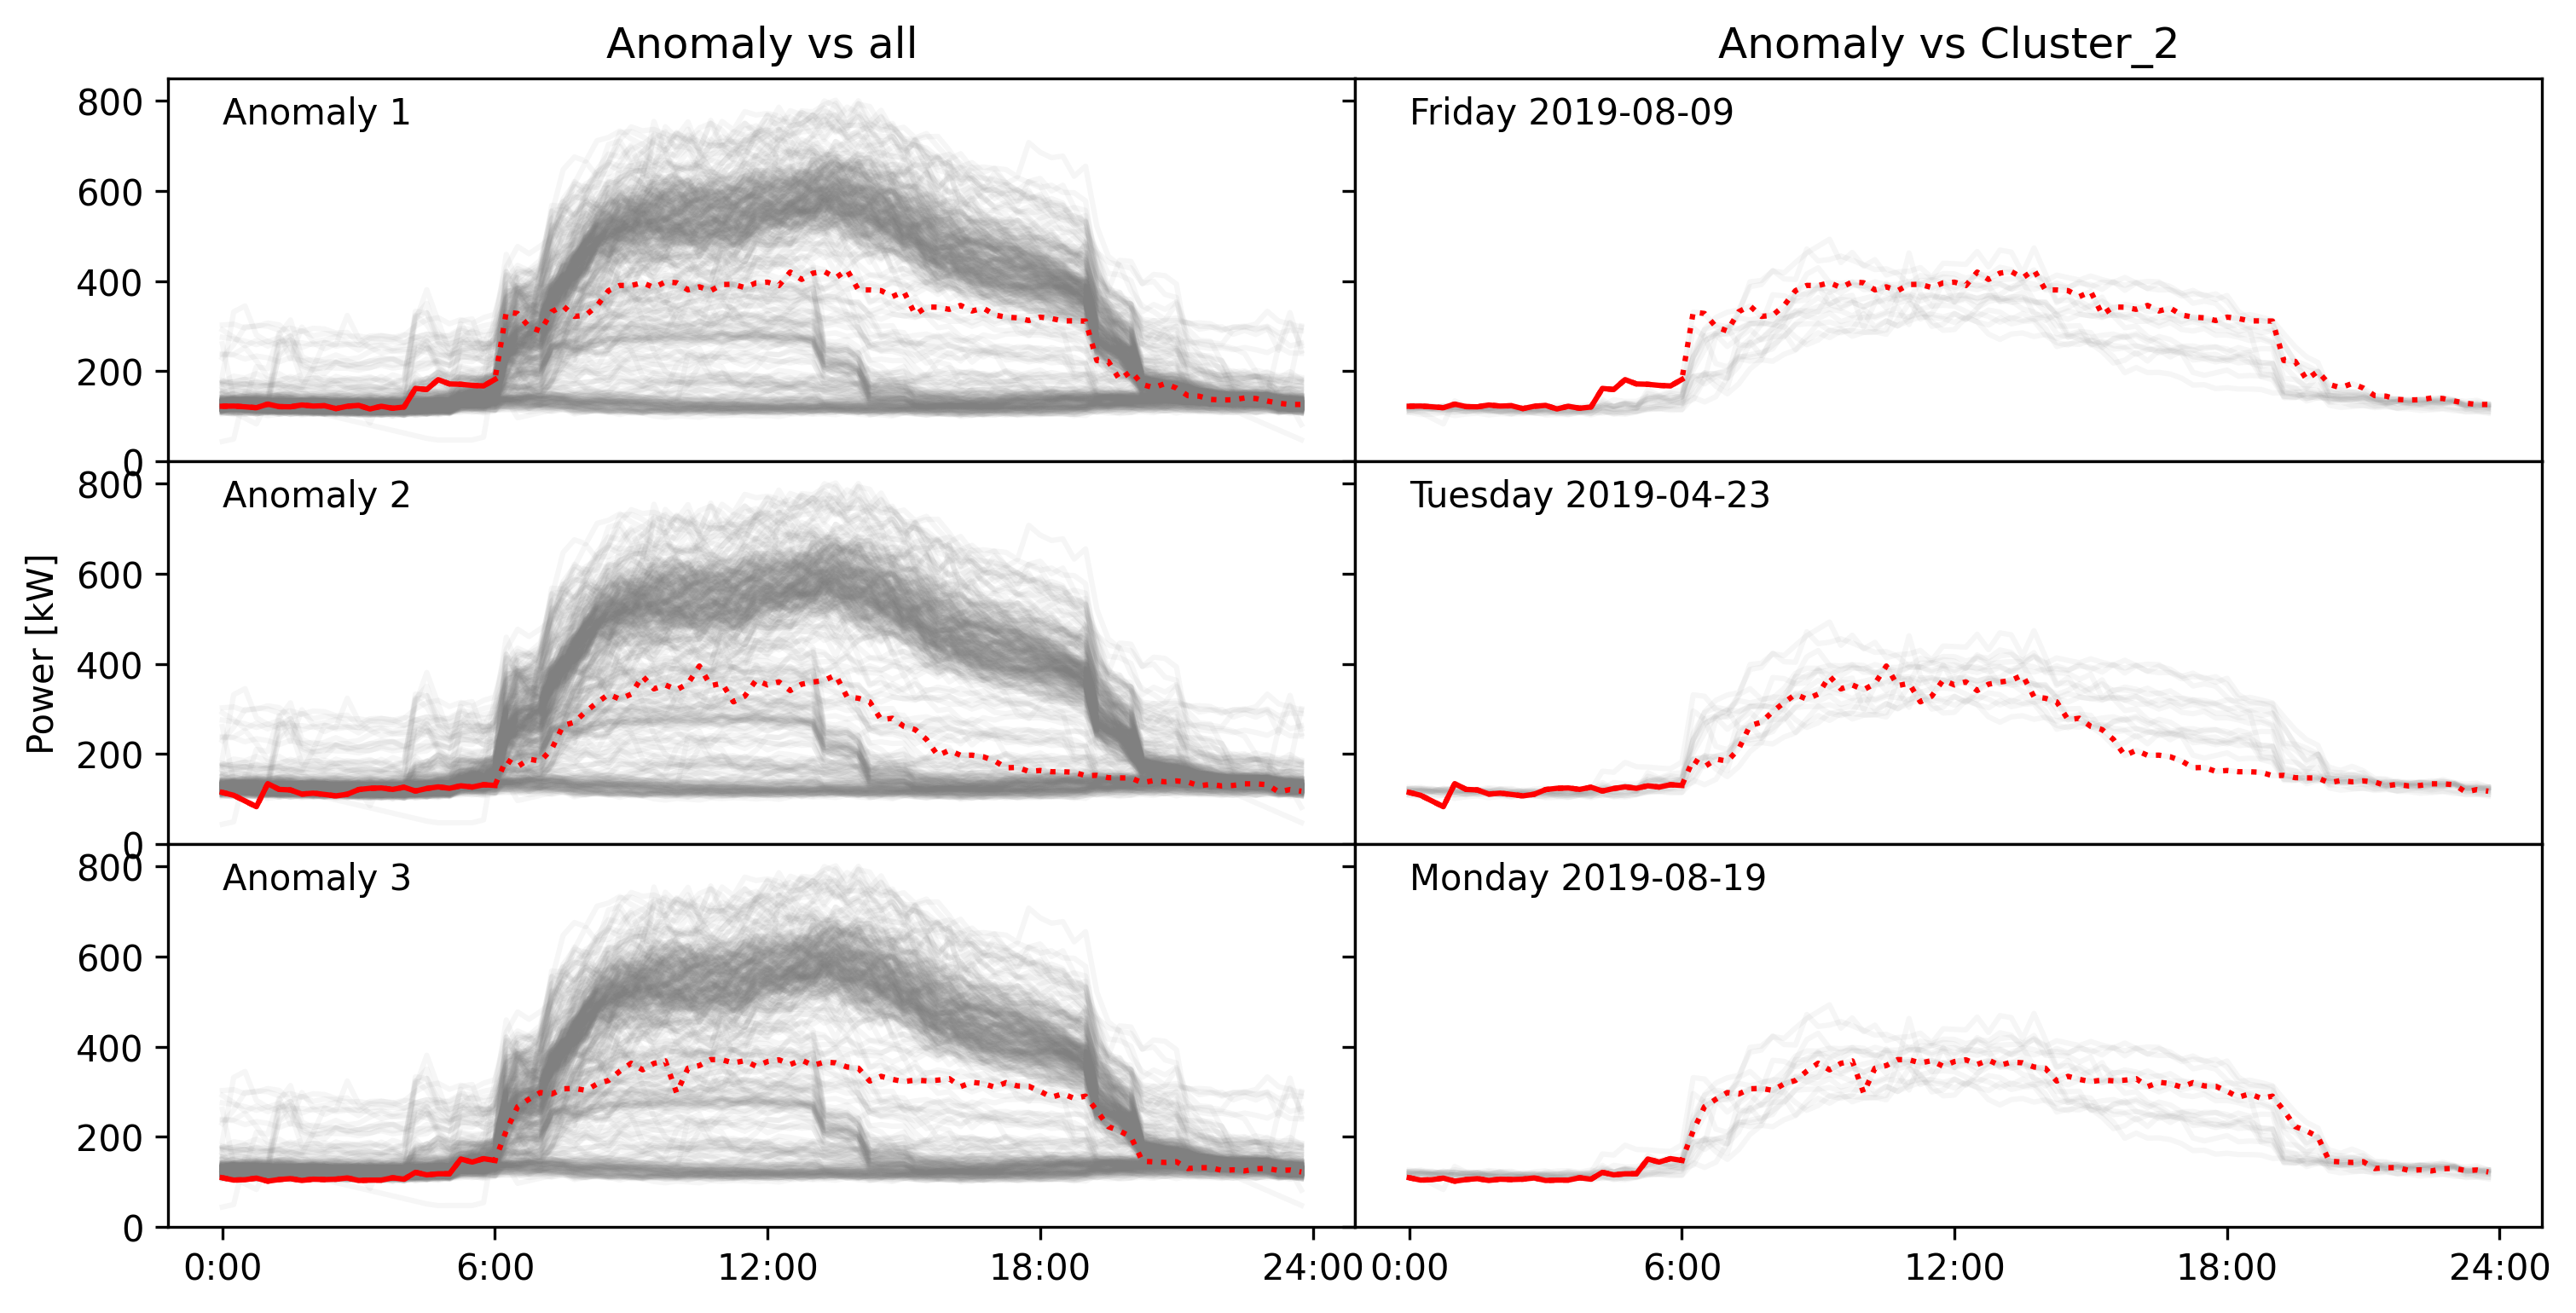 Anomaly vs all
Anomaly vs Cluster_2
800
Anomaly 1
Friday 2019-08-09
600
400
200
0
800
Anomaly 2
Tuesday 2019-04-23
600
Power [kW]
400
200
0
800
Anomaly 3
Monday 2019-08-19
600
400
200
0
0:00 6:00 12:00 18:00 24:00 0:00 6:00 12:00 18:00 24:00